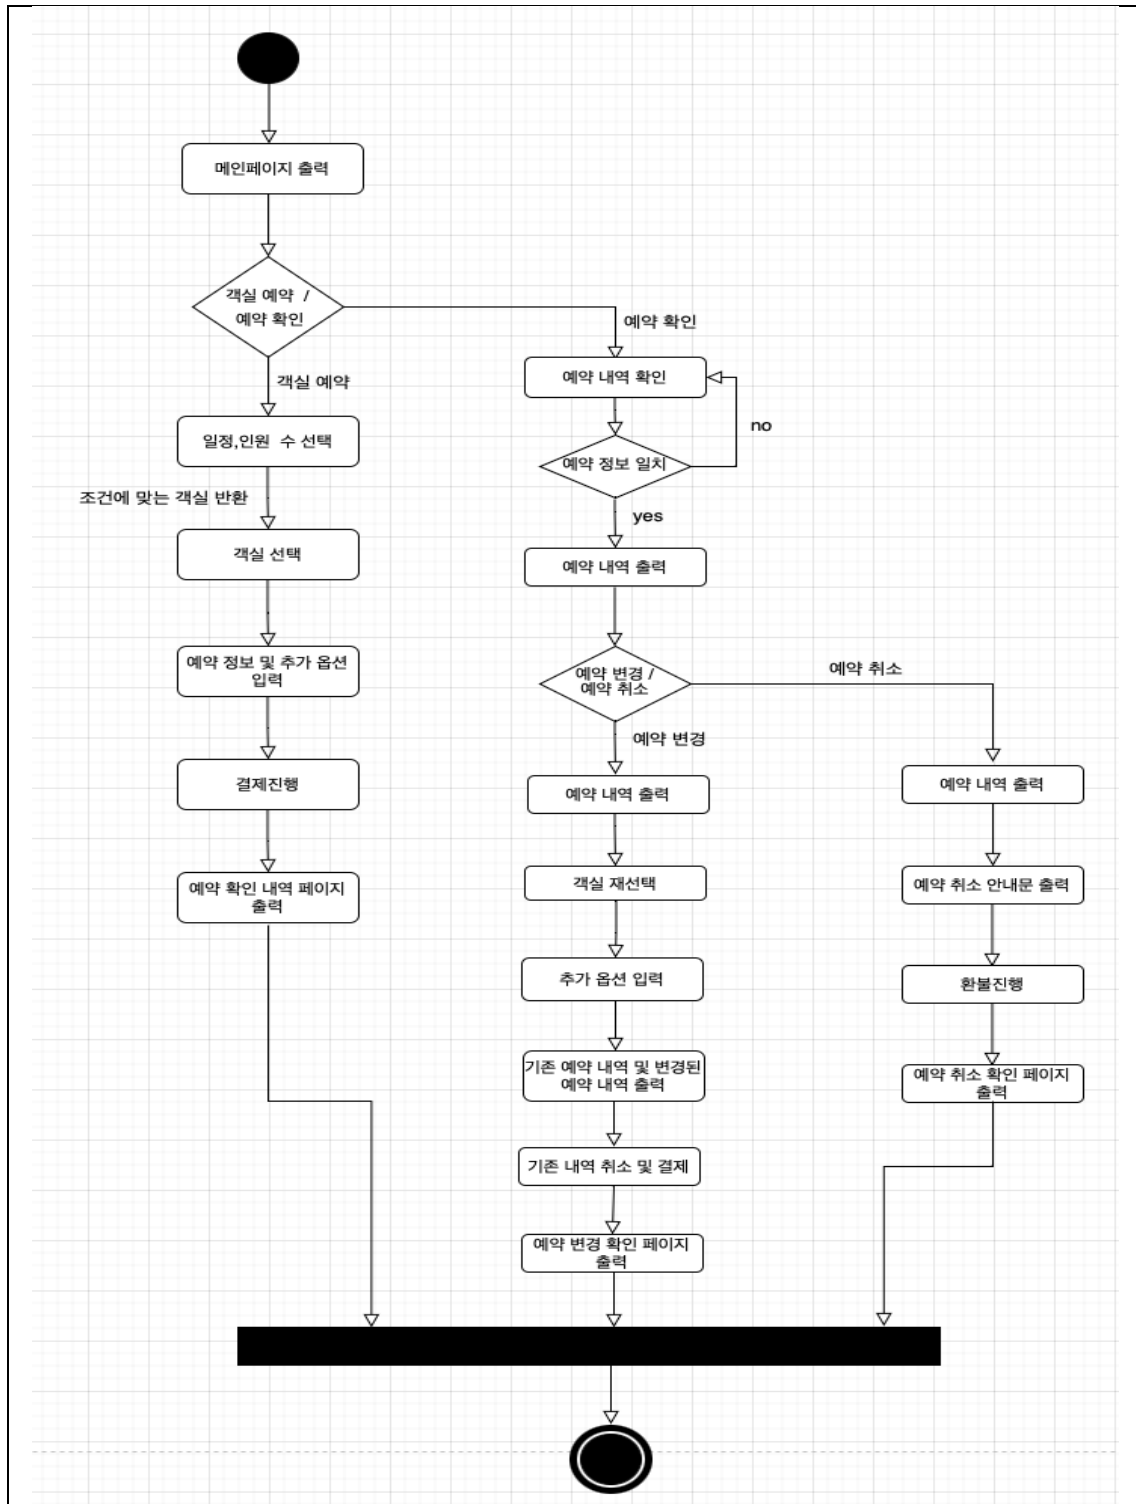 메인페이지 출력
객실 예약 /
예약 확인
예약 확인
객실 예약
예약 내역 확인
no
일정,인원 수 선택
예약 정보 일치
조건에 맞는 객실 반환
yes
객실 선택
예약 내역 출력
예약 정보 및 추가 옵션
입력
예약 변경 /
예약 취소
예약 취소
예약 변경
결제진행
예약 내역 출력
예약 내역 출력
예약 확인 내역 페이지
출력
객실 재선택
예약 취소 안내문 출력
추가 옵션 입력
환불진행
기존 예약 내역 및 변경된
예약 내역 출력
예약 취소 확인 페이지
출력
기존 내역 취소 및 결제
예약 변경 확인 페이지
출력